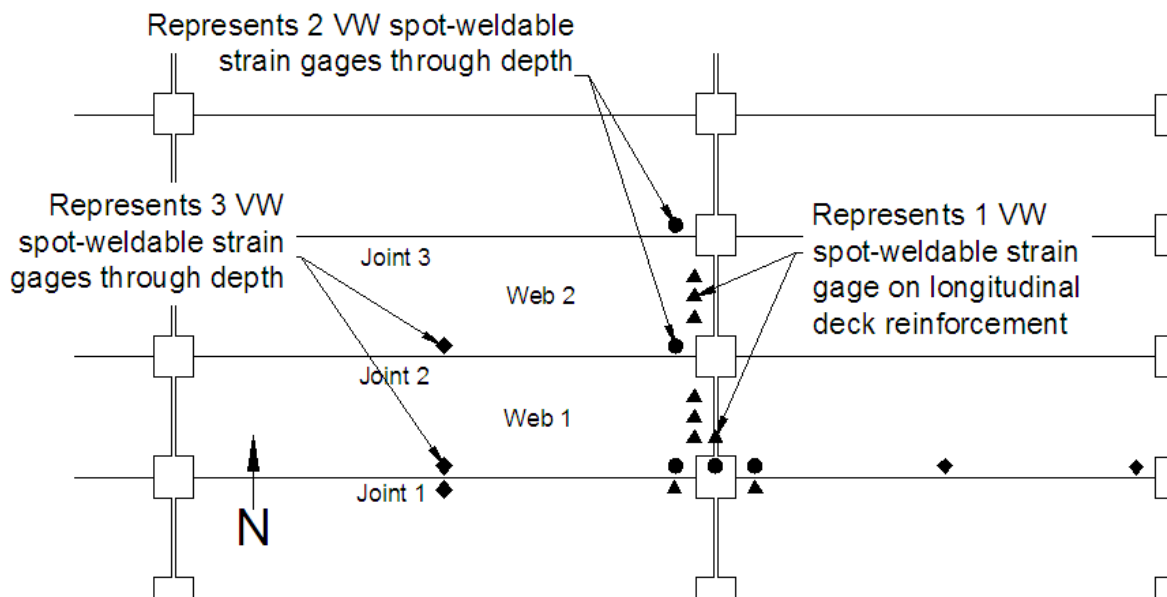 Represents 2 VW spot-weldable
strain gages through depth
Represents 3 VW
spot-weldable strain
gages through depth
Represents 1 VW
spot-weldable strain
gage on longitudinal
deck reinforcement
Joint 3
Web 2
Joint 2
Web 1
Joint 1
N